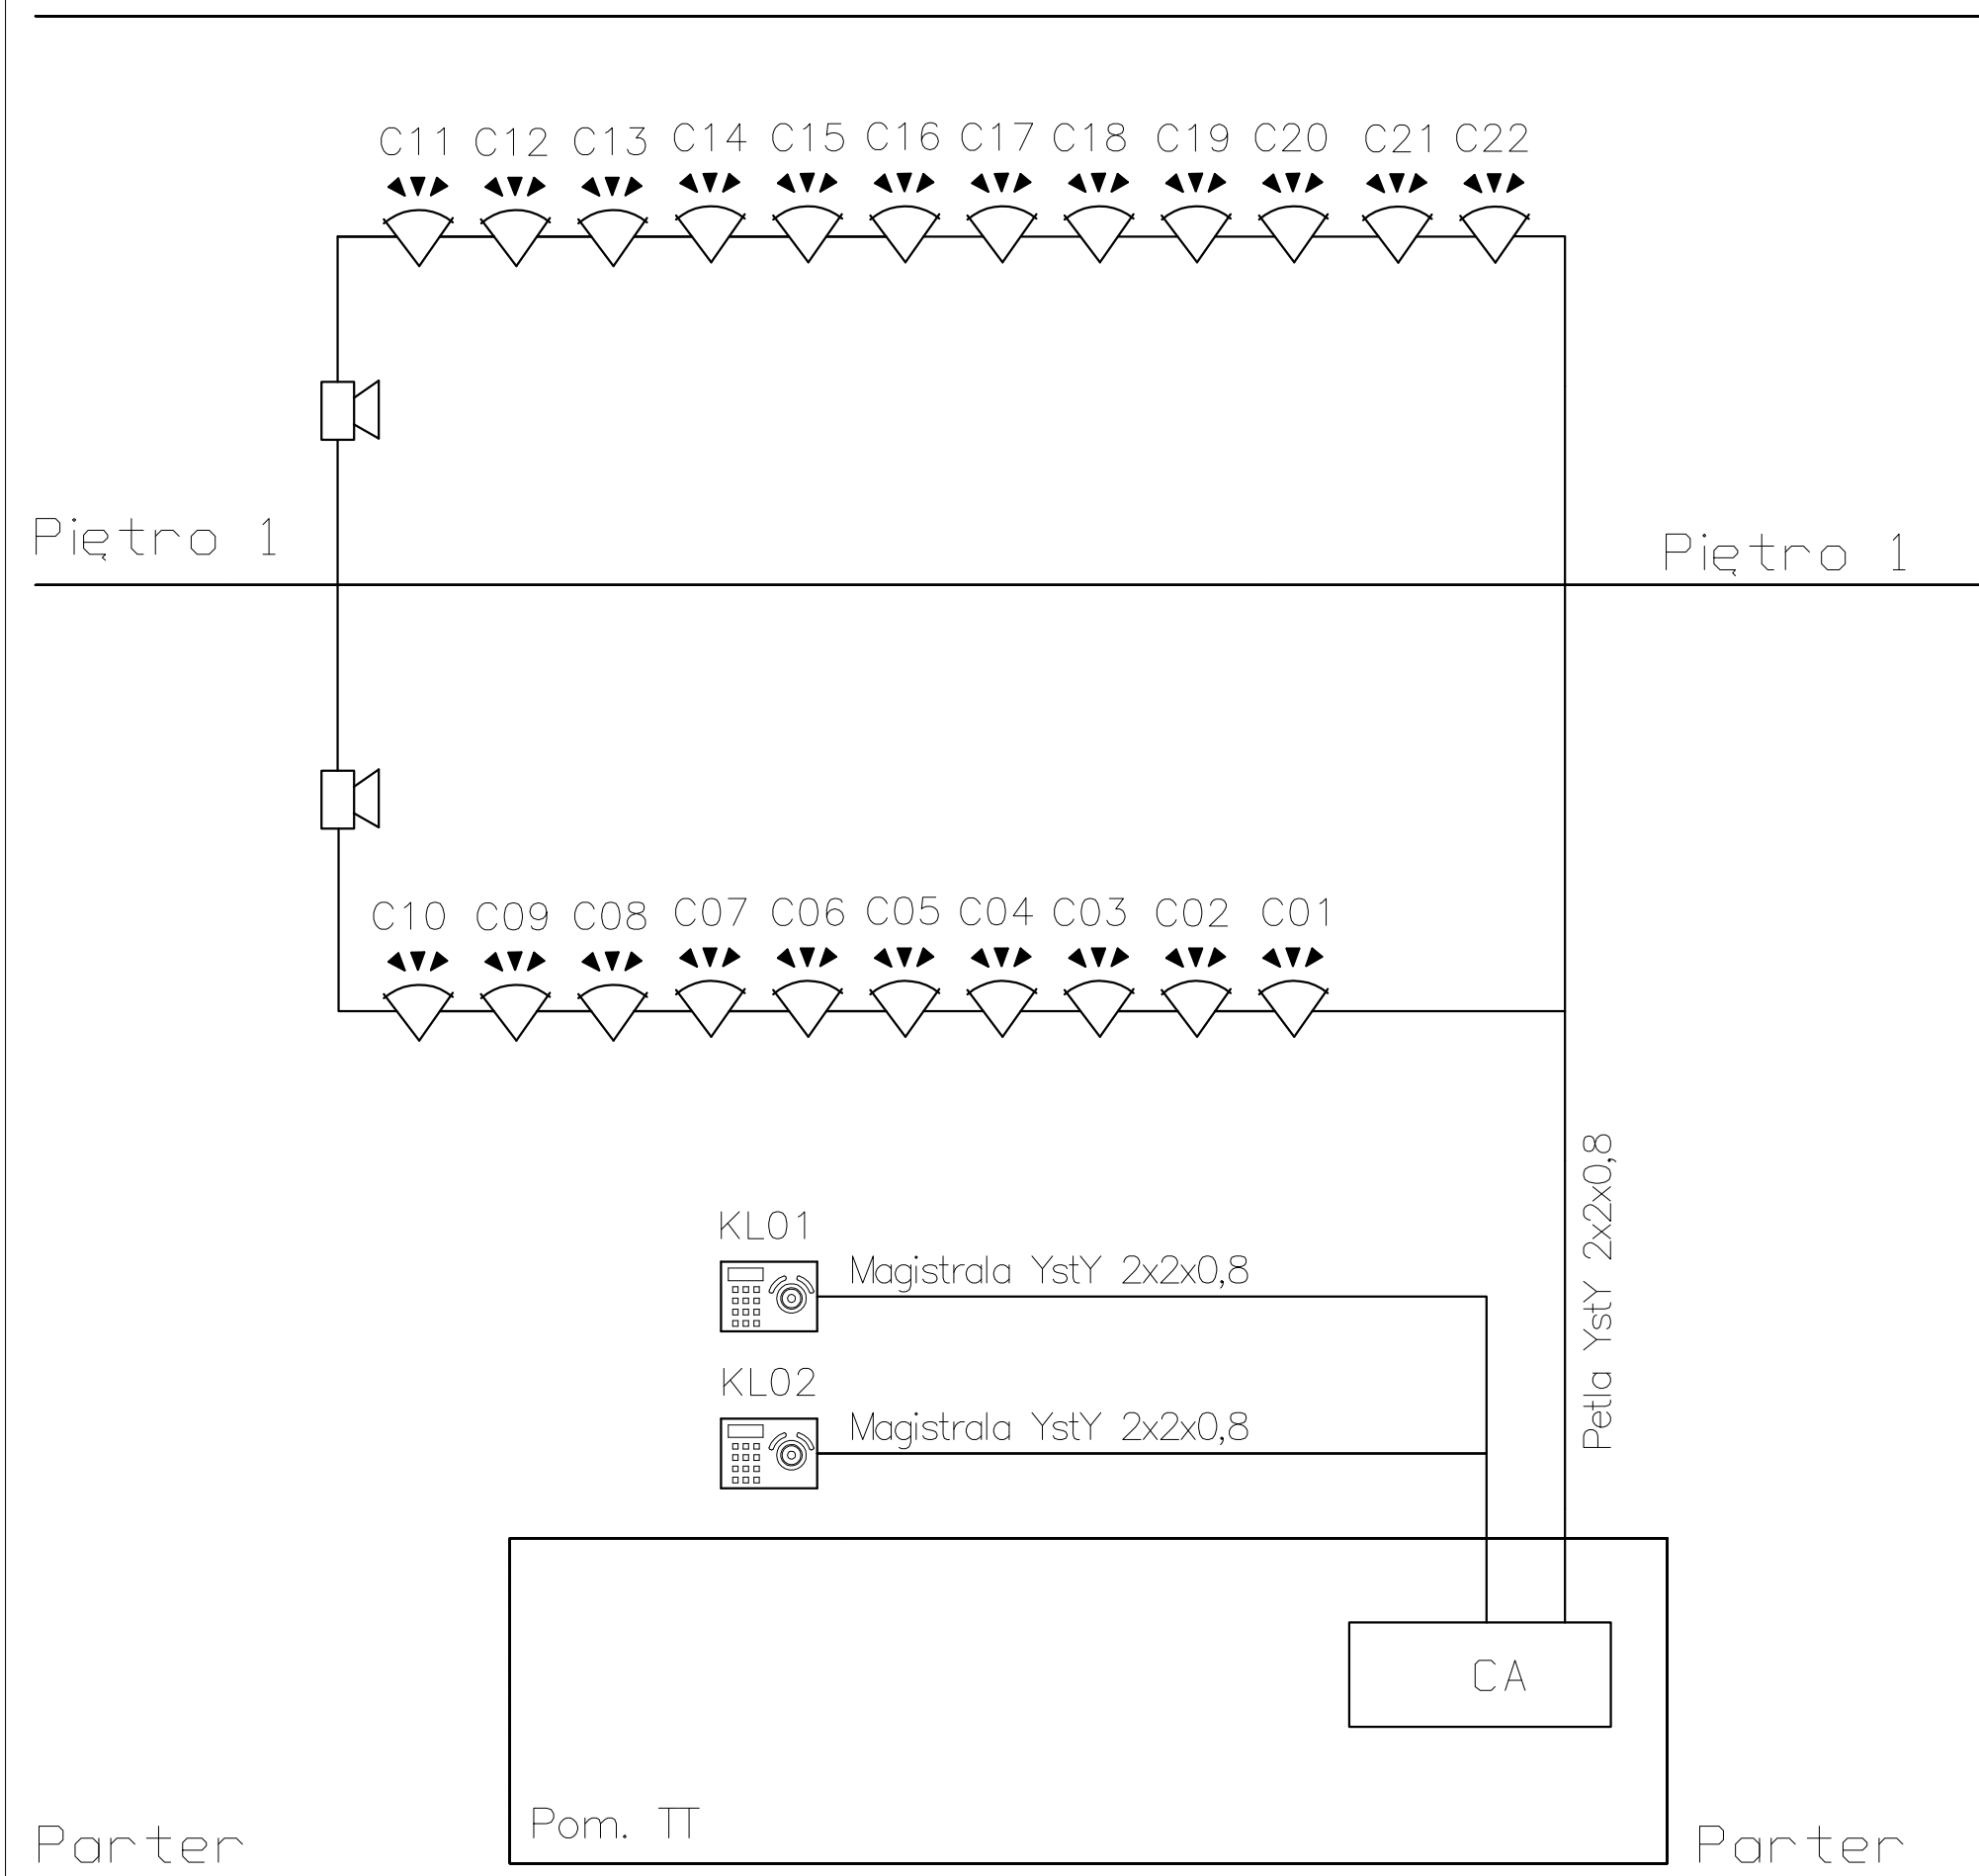 C11 C12 C13 C14 C15 C16 C17 C18 C19 C20 C21 C22
Piętro 1
Piętro 1
C10 C09 C08 C07 C06 C05 C04 C03 C02 C01
Petla YstY 2x2x0,8
KL01
Magistrala YstY 2x2x0,8
KL02
Magistrala YstY 2x2x0,8
CA
Pom. TT
Parter
Parter